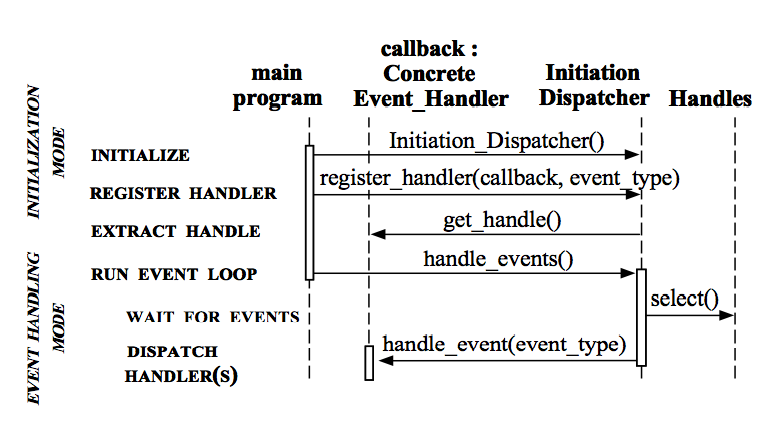 callback :
main Concrete Initiation
program Event_Handler Dispatcher Handles
INITIALIZATION
MODE
INITIALIZE Initiation_Dispatcher()
REGISTER HANDLER register_handler(callback, event_type)
EXTRACT HANDLE get_handle()
EVENT HANDLING
MODE
RUN EVENT LOOP handle_events()
select()
WAIT FOR EVENTS
DISPATCH handle_event(event_type)
HANDLER(S)